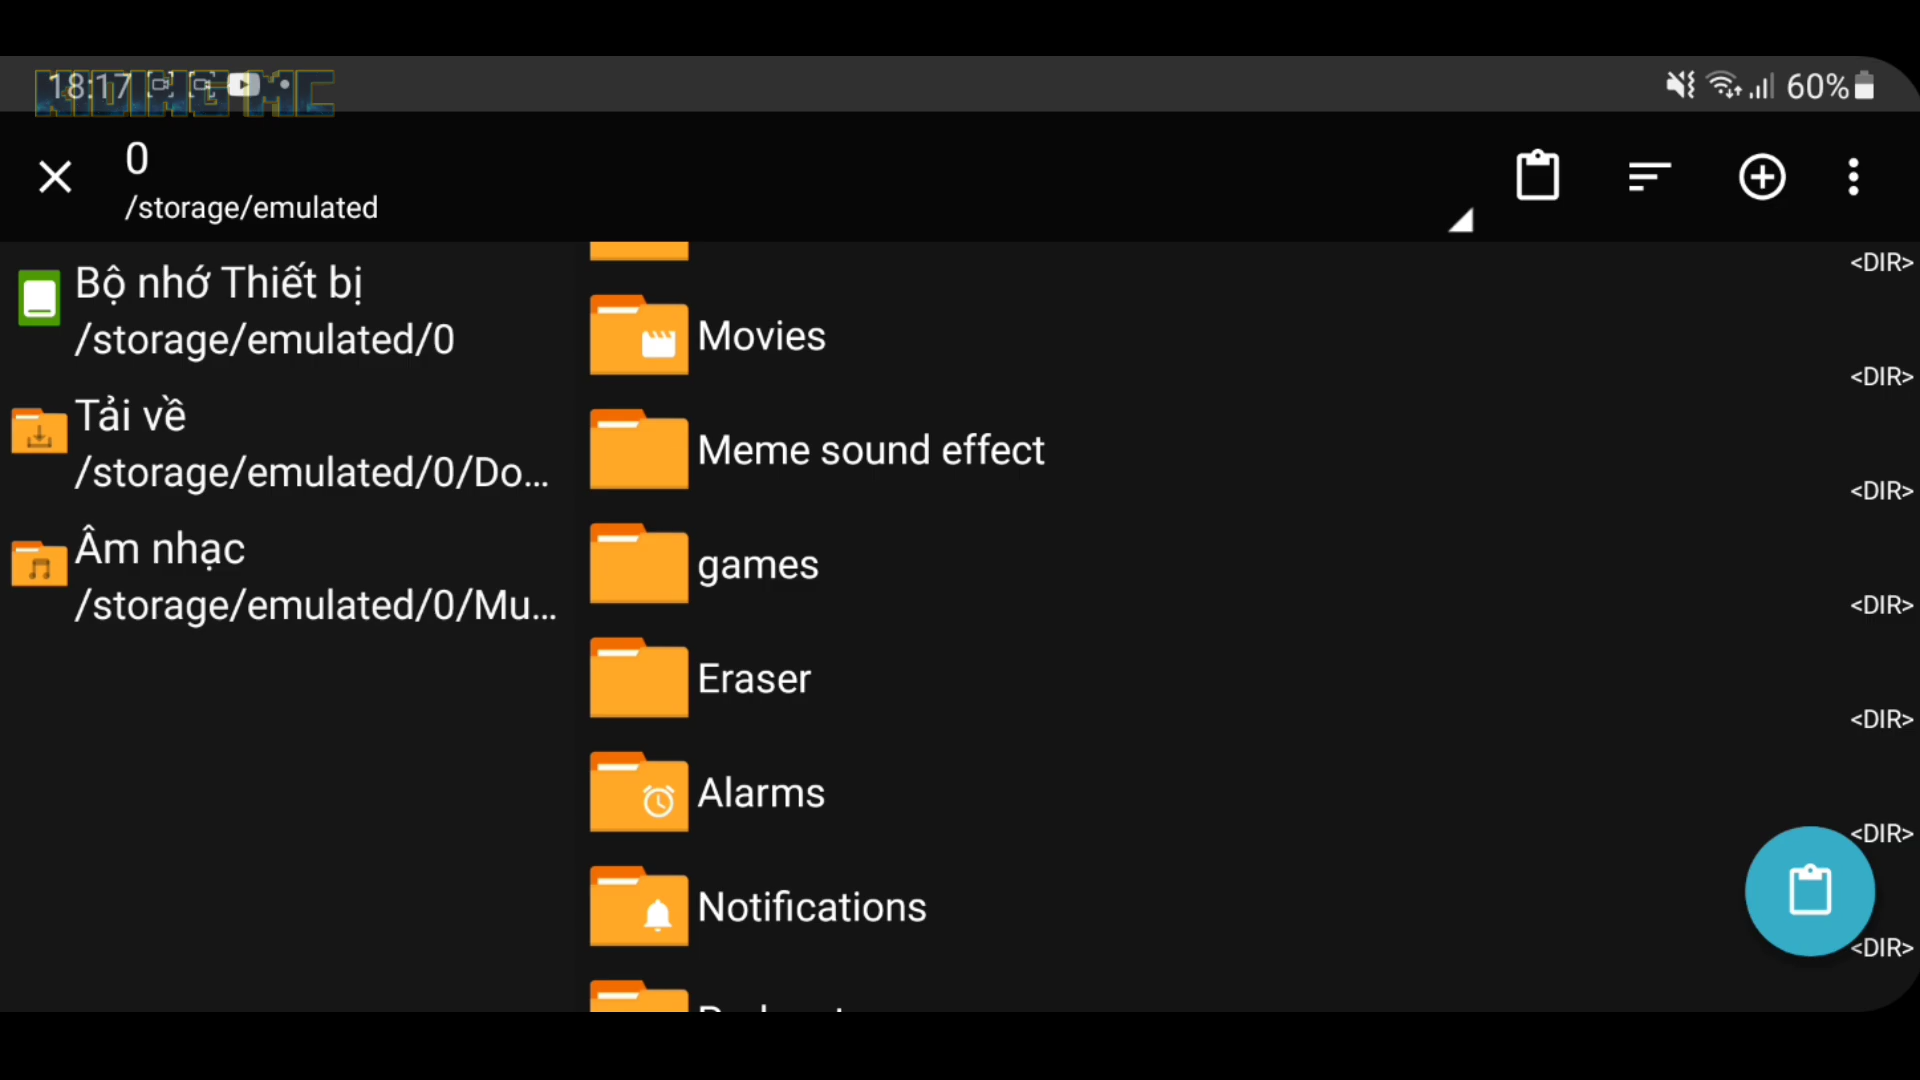 18:17
KIDING MC
60%
0
/storage/emulated
Bộ nhớ Thiết bị
/storage/emulated/0
Tải về
/storage/emulated/0/Do...
Âm nhạc
/storage/emulated/0/Mu...
<DIR>
Movies
<DIR>
Meme sound effect
<DIR>
games
<DIR>
Eraser
<DIR>
Alarms
<DIR>
Notifications
<DIR>